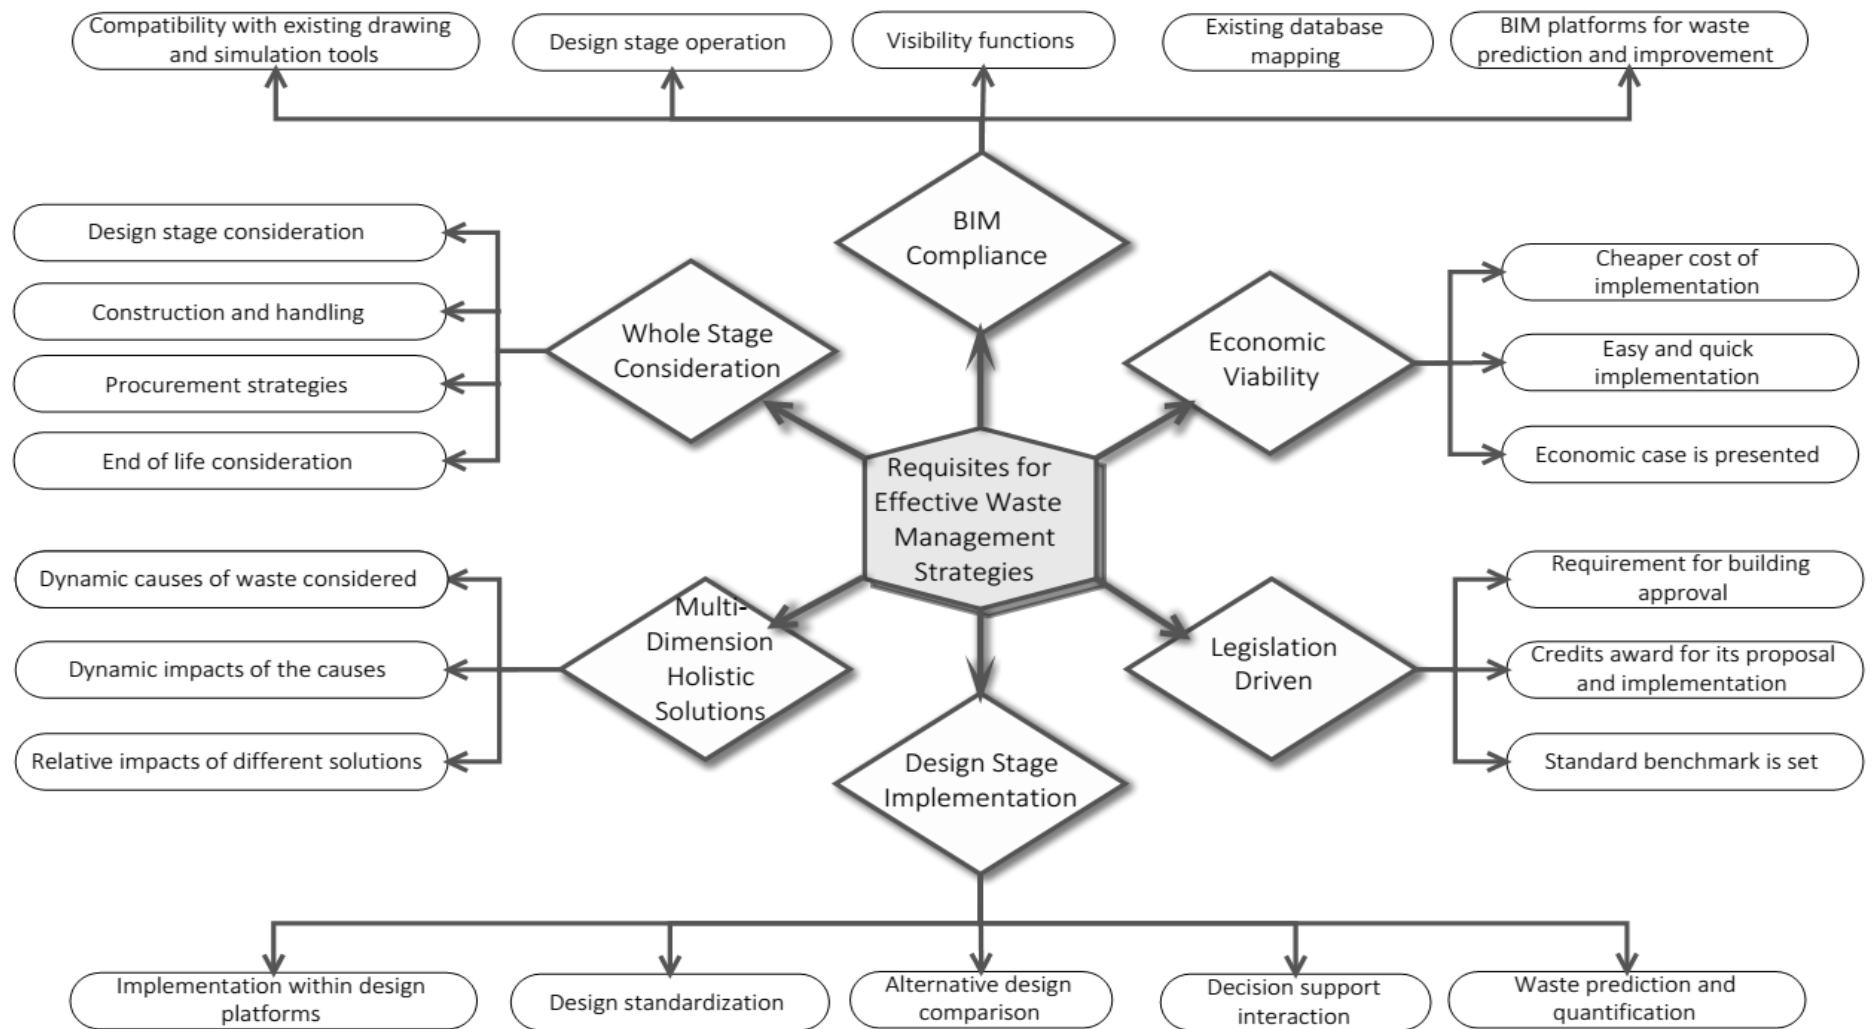 Compatibility with existing drawing
and simulation tools
Design stage operation
Visibility functions
Existing database
mapping
BIM platforms for waste
prediction and improvement
BIM
Compliance
Design stage consideration
Construction and handling
Procurement strategies
End of life consideration
Whole Stage
Consideration
Economic
Viability
Cheaper cost of
implementation
Easy and quick
implementation
Economic case is presented
Requisites for
Effective Waste
Management
Strategies
Dynamic causes of waste considered
Dynamic impacts of the causes
Relative impacts of different solutions
Multi-
Dimension
Holistic
Solutions
Legislation
Driven
Requirement for building
approval
Credits award for its proposal
and implementation
Standard benchmark is set
Design Stage
Implementation
Implementation within design
platforms
Design standardization
Alternative design
comparison
Decision support
interaction
Waste prediction and
quantification